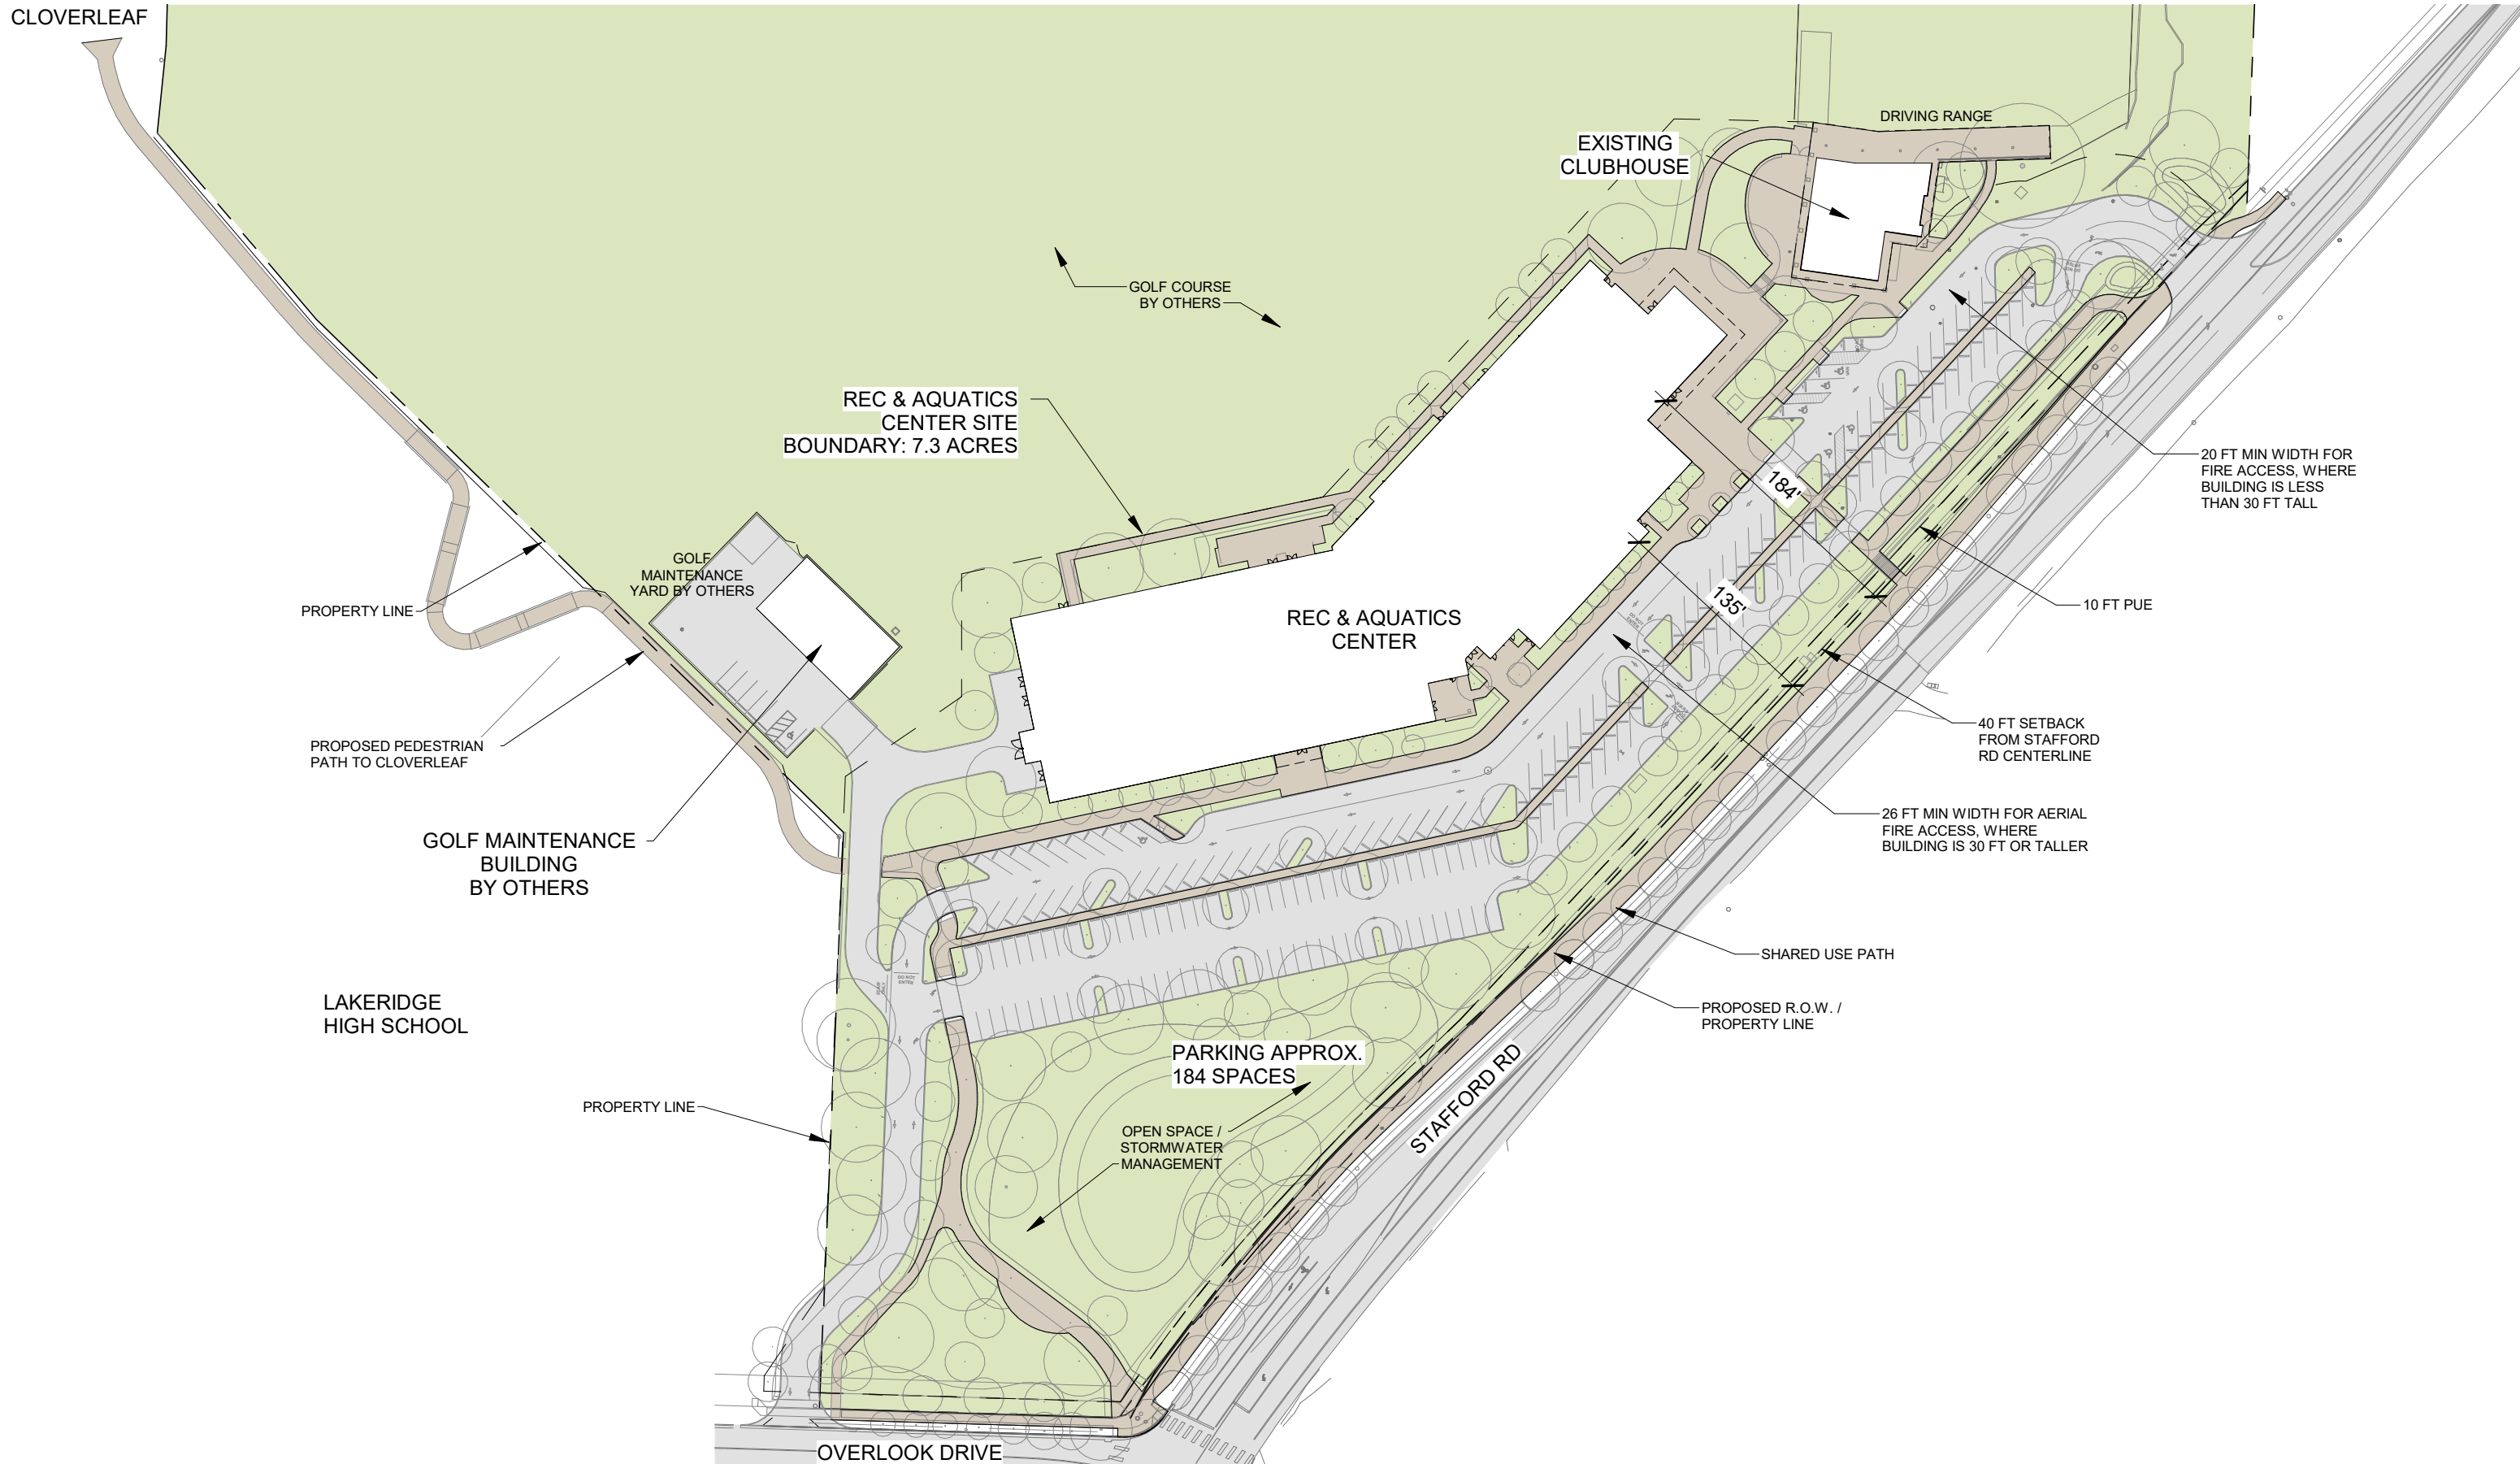 CLOVERLEAF
DRIVING RANGE
EXISTING
CLUBHOUSE
GOLF COURSE
BY OTHERS
REC & AQUATICS
CENTER SITE
BOUNDARY: 7.3 ACRES
20 FT MIN WIDTH FOR
FIRE ACCESS, WHERE
BUILDING IS LESS
THAN 30 FT TALL
184'
GOLF
MAINTENANCE
YARD BY OTHERS
135'
PROPERTY LINE
10 FT PUE
REC & AQUATICS
CENTER
PROPOSED PEDESTRIAN
PATH TO CLOVERLEAF
40 FT SETBACK
FROM STAFFORD
RD CENTERLINE
GOLF MAINTENANCE
BUILDING
BY OTHERS
26 FT MIN WIDTH FOR AERIAL
FIRE ACCESS, WHERE
BUILDING IS 30 FT OR TALLER
SHARED USE PATH
DO NOT
ENTER
LAKERIDGE
HIGH SCHOOL
PROPOSED R.O.W. /
PROPERTY LINE
PARKING APPROX.
184 SPACES
STAFFORD RD
PROPERTY LINE
OPEN SPACE /
STORMWATER
MANAGEMENT
OVERLOOK DRIVE